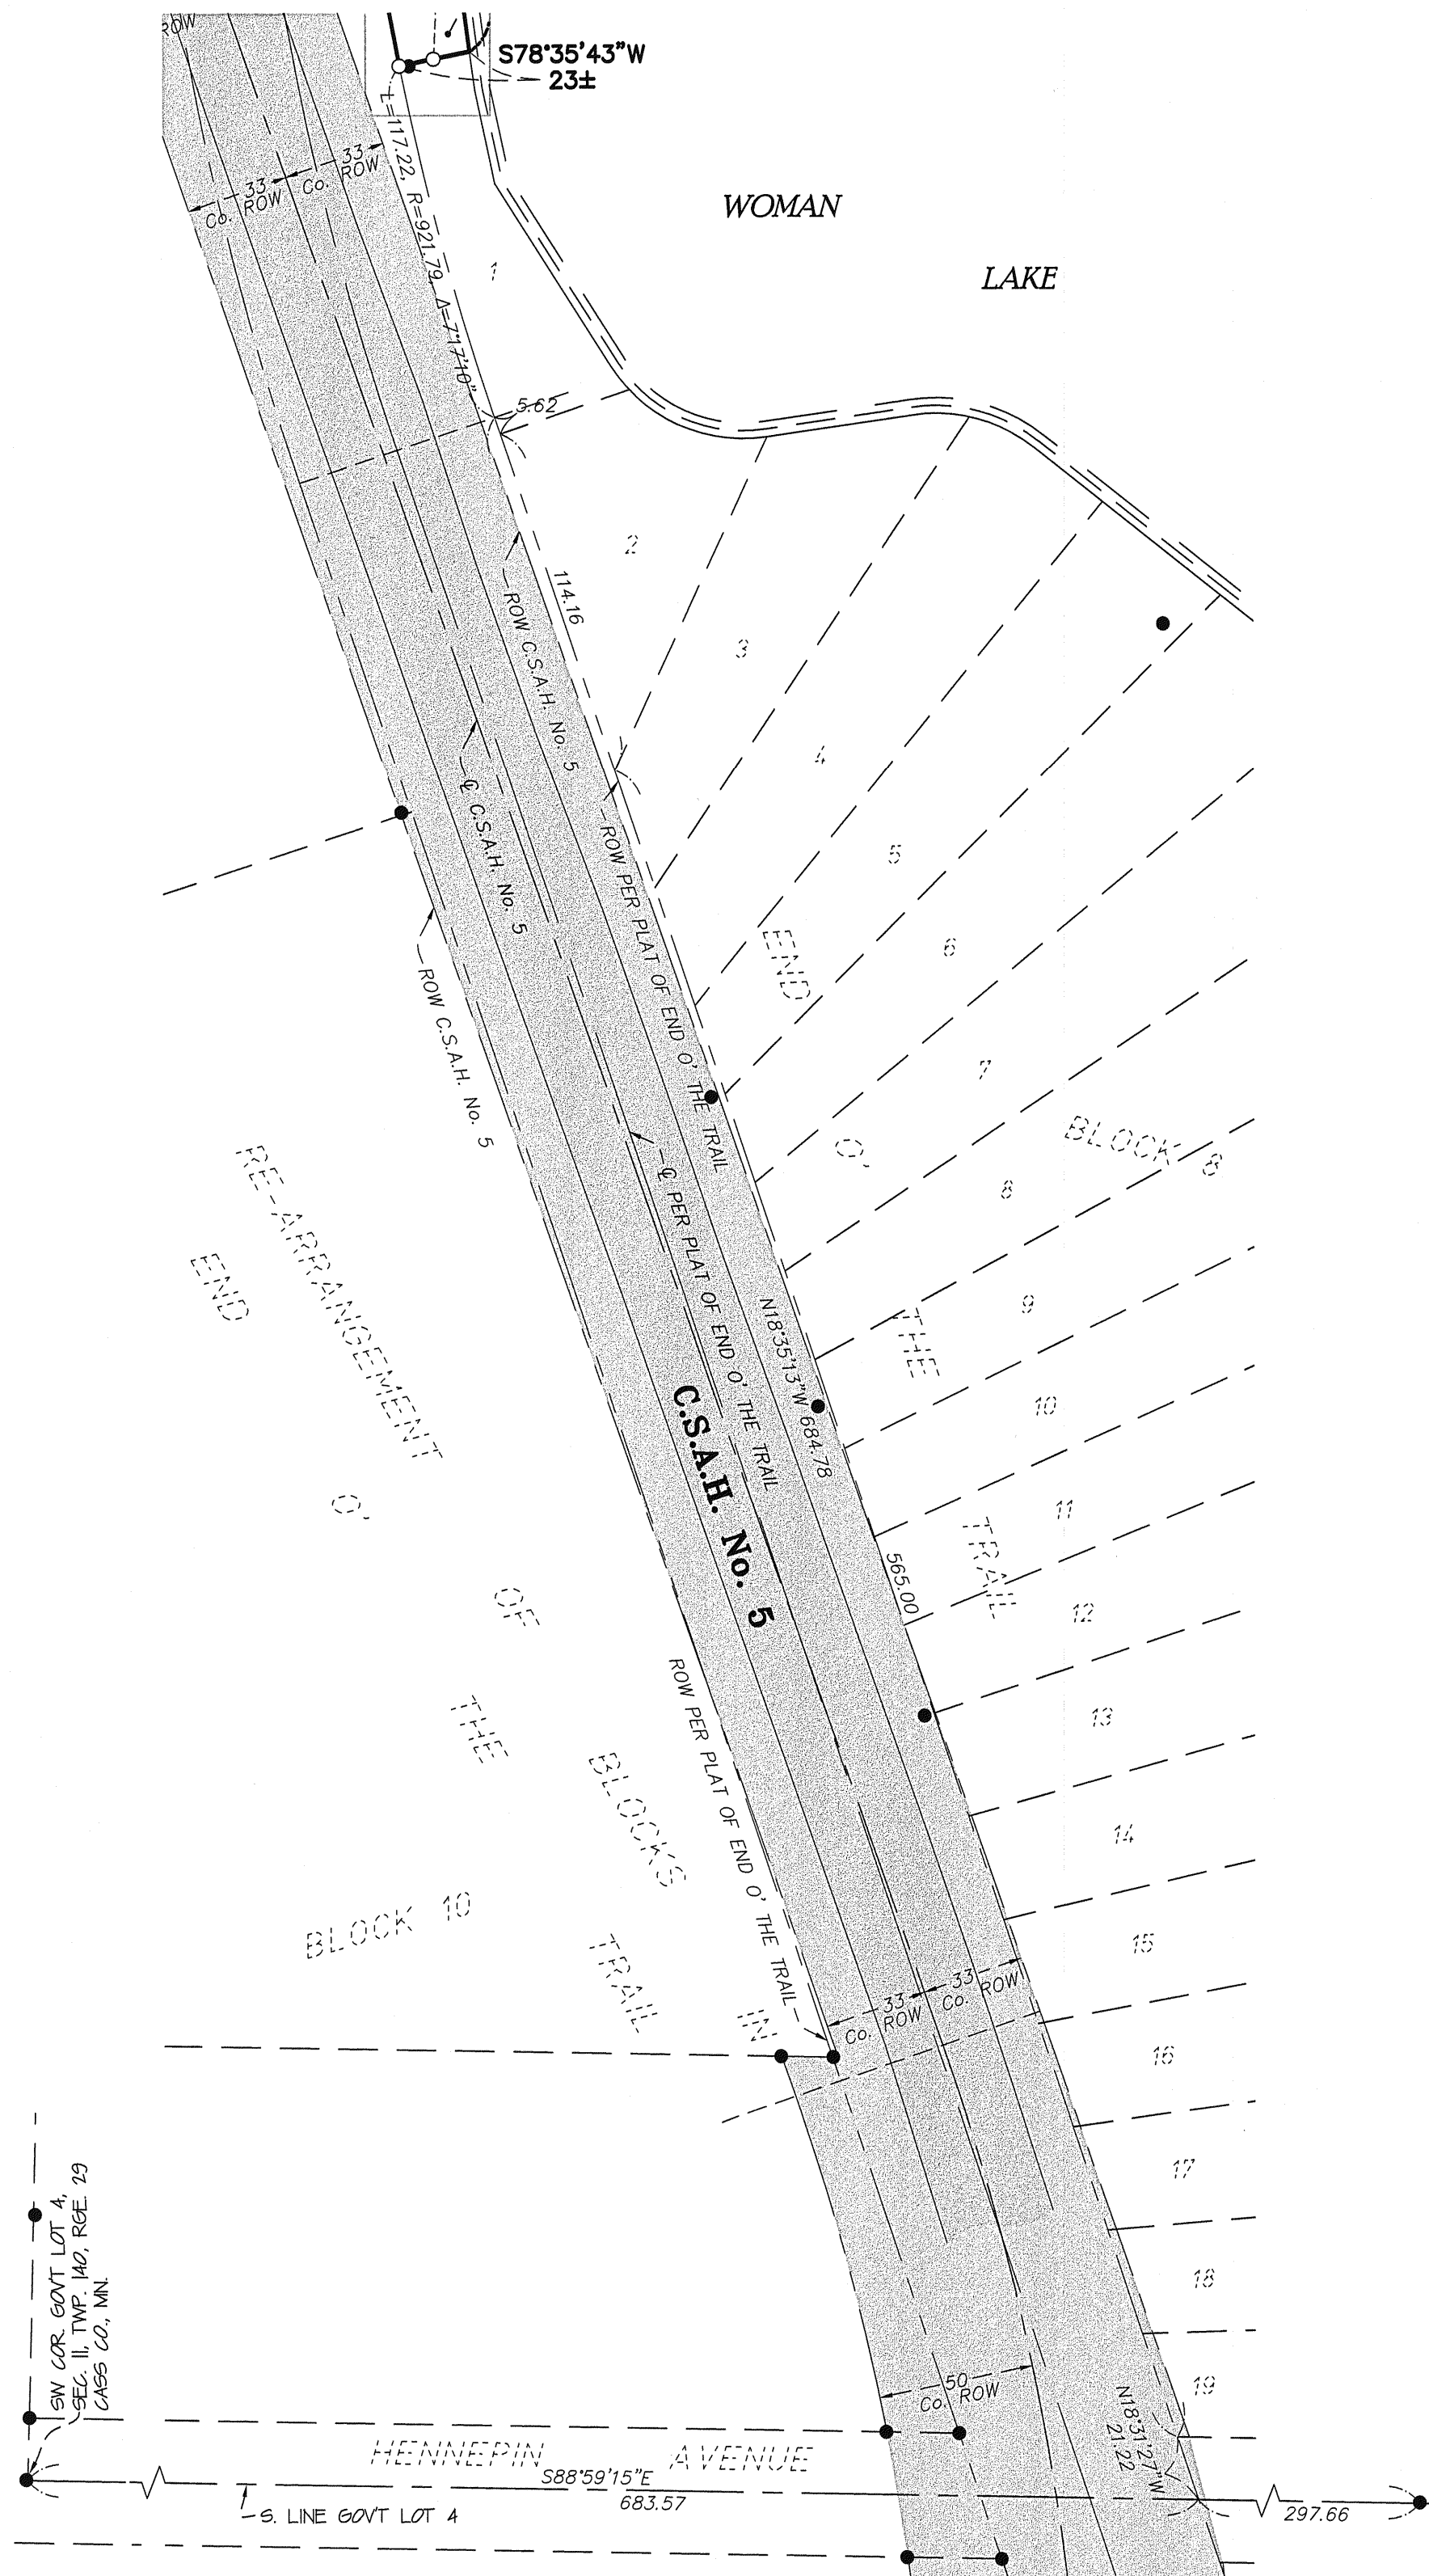 ROW
S78°35'43"W
23±
L=117.22, R=921.79, Δ=7°17'10"
33
Co. ROW
33
Co. ROW
WOMAN
LAKE
1
5.62
2
114.16
3
ROW C.S.A.H. No. 5
4
℄ C.S.A.H. No. 5
5
ROW PER PLAT OF END O' THE TRAIL
6
END
ROW C.S.A.H. No. 5
7
O'
BLOCK 8
℄ PER PLAT OF END O' THE TRAIL
8
RE-ARRANGEMENT
END
9
THE
N18°35'13"W 684.78
10
C.S.A.H. No. 5
O'
11
TRAIL
565.00
OF
12
ROW PER PLAT OF END O' THE TRAIL
THE
13
BLOCKS
14
BLOCK 10
15
TRAIL
33
Co. ROW
33
Co. ROW
IN
16
17
SW COR. GOV'T LOT 4,
SEC. 11, TWP. 140, RGE. 29
CASS CO., MN.
18
50
Co. ROW
19
N18°31'27"W
21.22
HENNEPIN AVENUE
S88°59'15"E
683.57
S. LINE GOV'T LOT 4
297.66